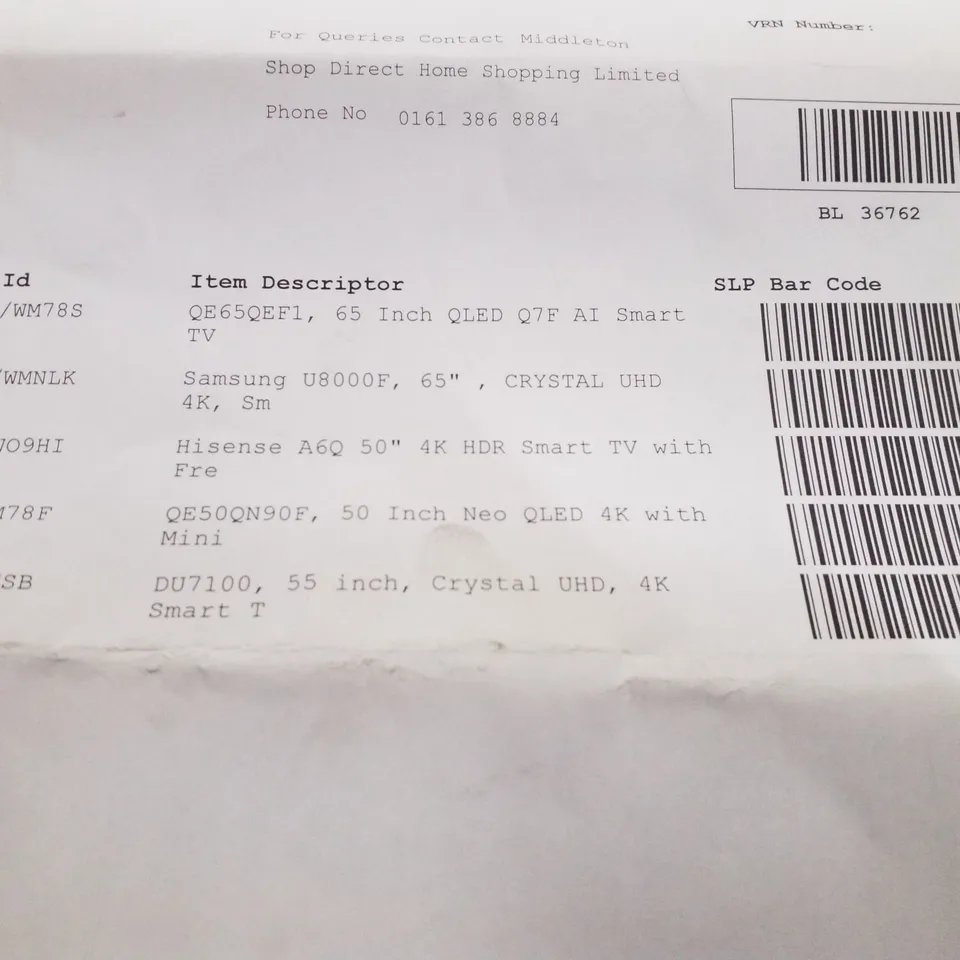 For Queries Contact Middleton
VRN Number:
Shop Direct Home Shopping Limited
Phone No 0161 386 8884
BL 36762
Id Item Descriptor SLP Bar Code
/WM78S QE65QEF1, 65 Inch QLED Q7F AI Smart
TV
WMNLK Samsung U8000F, 65" , CRYSTAL UHD
4K, Sm
O9HI Hisense A6Q 50" 4K HDR Smart TV with
Fre
78F QE50QN90F, 50 Inch Neo QLED 4K with
Mini
SB DU7100, 55 inch, Crystal UHD, 4K
Smart T